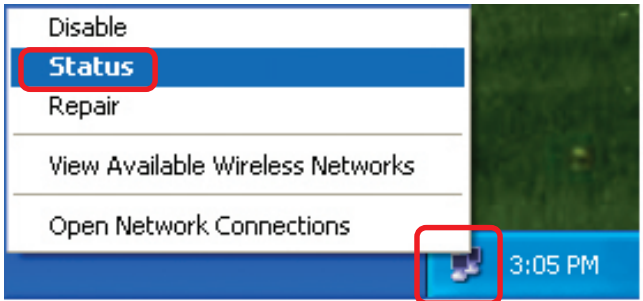 Disable
Status
Repair
View Available Wireless Networks
Open Network Connections
3:05 PM